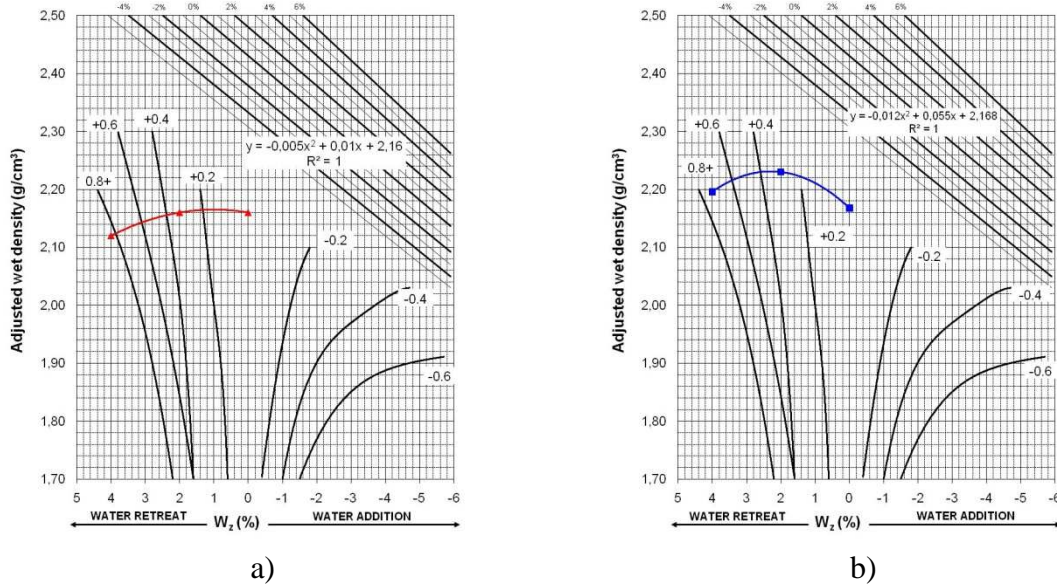 -4% -2% 0% 2% 4% 6%
2,50
2,40
2,30
2,20
2,10
2,00
1,90
1,80
1,70
Adjusted wet density (g/cm³)
+0.6
+0.4
y = -0,005x² + 0,01x + 2,16
R² = 1
0.8+
+0.2
-0.2
-0.4
-0.6
5 4 3 2 1 0 -1 -2 -3 -4 -5 -6
WATER RETREAT W_z (%) WATER ADDITION
a)
-4% -2% 0% 2% 4% 6%
2,50
2,40
2,30
2,20
2,10
2,00
1,90
1,80
1,70
Adjusted wet density (g/cm³)
y = -0,012x² + 0,055x + 2,168
R² = 1
+0.6
+0.4
0.8+
+0.2
-0.2
-0.4
-0.6
5 4 3 2 1 0 -1 -2 -3 -4 -5 -6
WATER RETREAT W_z (%) WATER ADDITION
b)